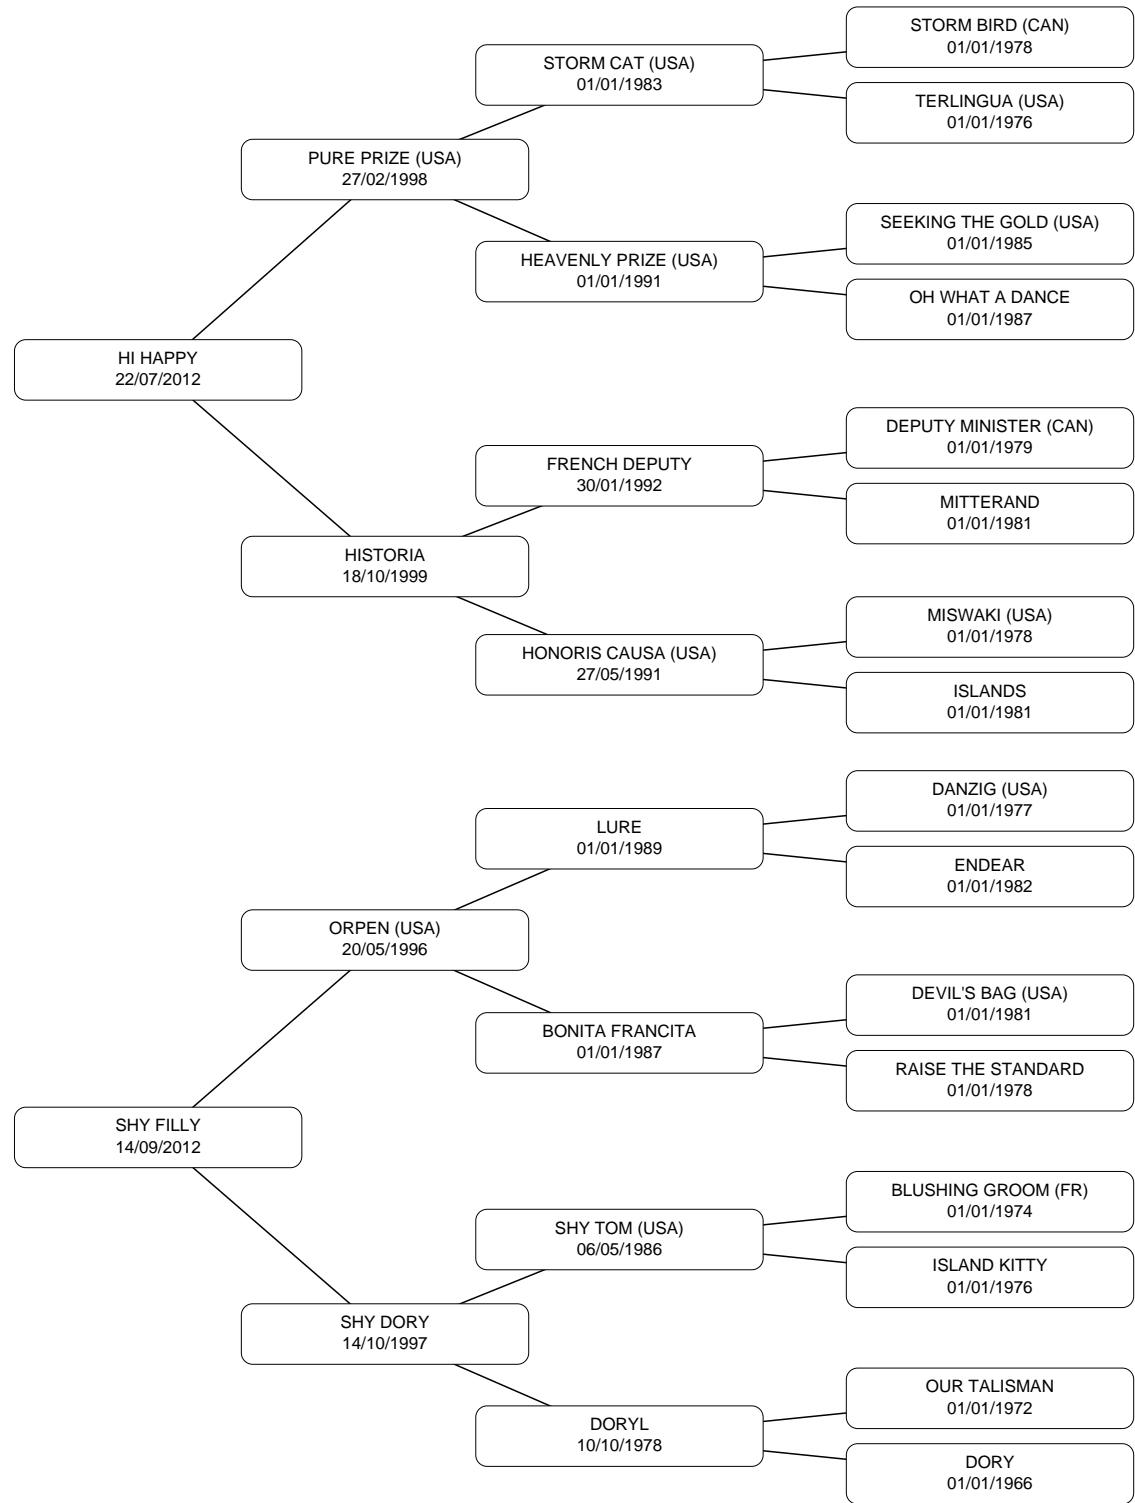 STORM BIRD (CAN)
01/01/1978
STORM CAT (USA)
01/01/1983
TERLINGUA (USA)
01/01/1976
PURE PRIZE (USA)
27/02/1998
SEEKING THE GOLD (USA)
01/01/1985
HEAVENLY PRIZE (USA)
01/01/1991
OH WHAT A DANCE
01/01/1987
HI HAPPY
22/07/2012
DEPUTY MINISTER (CAN)
01/01/1979
FRENCH DEPUTY
30/01/1992
MITTERAND
01/01/1981
HISTORIA
18/10/1999
MISWAKI (USA)
01/01/1978
HONORIS CAUSA (USA)
27/05/1991
ISLANDS
01/01/1981
DANZIG (USA)
01/01/1977
LURE
01/01/1989
ENDEAR
01/01/1982
ORPEN (USA)
20/05/1996
DEVIL'S BAG (USA)
01/01/1981
BONITA FRANCITA
01/01/1987
RAISE THE STANDARD
01/01/1978
SHY FILLY
14/09/2012
BLUSHING GROOM (FR)
01/01/1974
SHY TOM (USA)
06/05/1986
ISLAND KITTY
01/01/1976
SHY DORY
14/10/1997
OUR TALISMAN
01/01/1972
DORYL
10/10/1978
DORY
01/01/1966